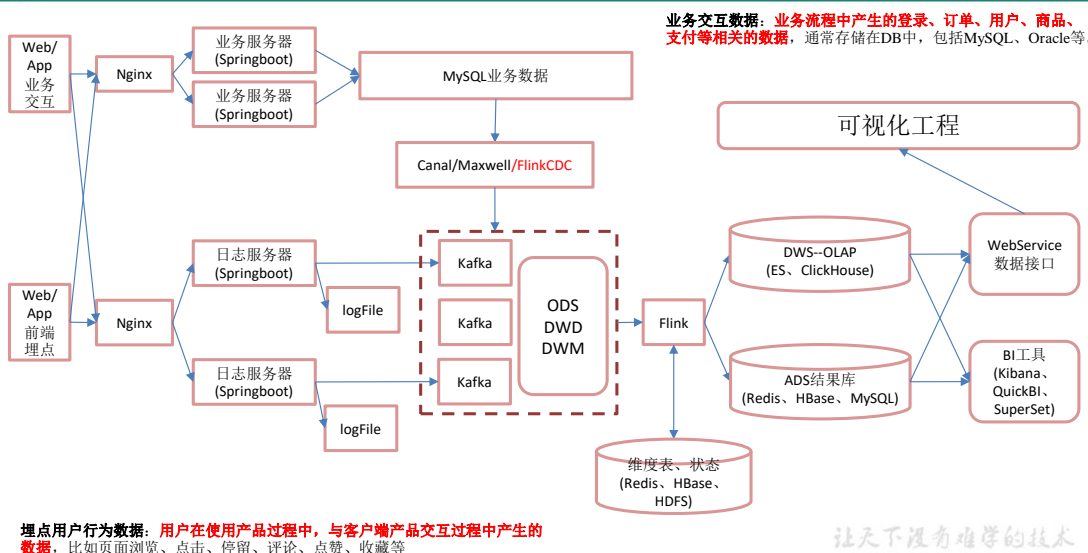 业务交互数据：业务流程中产生的登录、订单、用户、商品、
支付等相关的数据，通常存储在DB中，包括MySQL、Oracle等
Web/
App
业务
交互
Nginx
业务服务器
(Springboot)
业务服务器
(Springboot)
MySQL业务数据
Canal/Maxwell/FlinkCDC
可视化工程
Web/
App
前端
埋点
Nginx
日志服务器
(Springboot)
logFile
日志服务器
(Springboot)
logFile
Kafka
Kafka
Kafka
ODS
DWD
DWM
Flink
维度表、状态
(Redis、HBase、
HDFS)
DWS--OLAP
(ES、ClickHouse)
ADS结果库
(Redis、HBase、MySQL)
WebService
数据接口
BI工具
(Kibana、
QuickBI、
SuperSet)
埋点用户行为数据：用户在使用产品过程中，与客户端产品交互过程中产生的
数据，比如页面浏览、点击、停留、评论、点赞、收藏等
让天下没有难学的技术